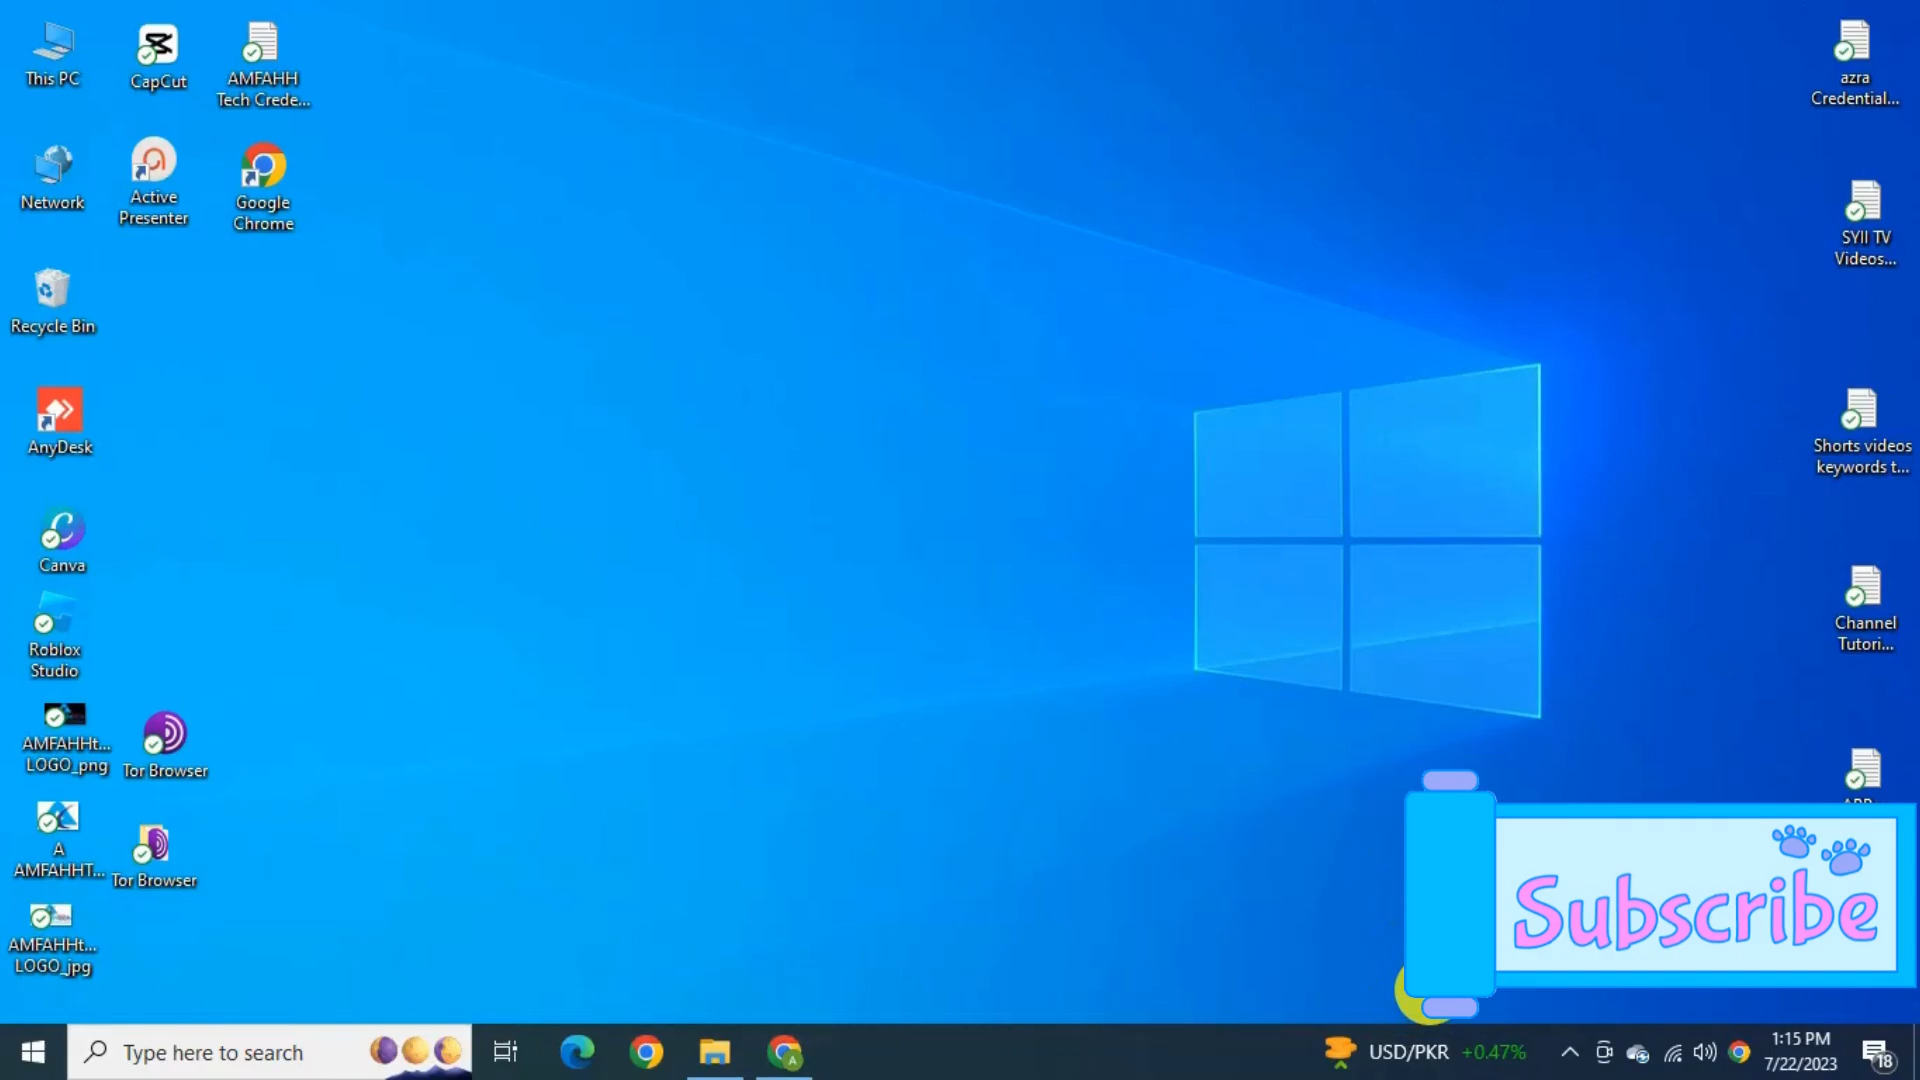 This PC
CapCut
AMFAHH
Tech Crede...
azra
Credential...
Network
Active
Presenter
Google
Chrome
SYII TV
Videos...
Recycle Bin
AnyDesk
Shorts videos
keywords t...
Canva
Roblox
Studio
Channel
Tutori...
AMFAHHt...
LOGO_png
Tor Browser
A
AMFAHHT...
Tor Browser
AMFAHHt...
LOGO_jpg
Subscribe
Type here to search
A
USD/PKR +0.47%
1:15 PM
7/22/2023
18